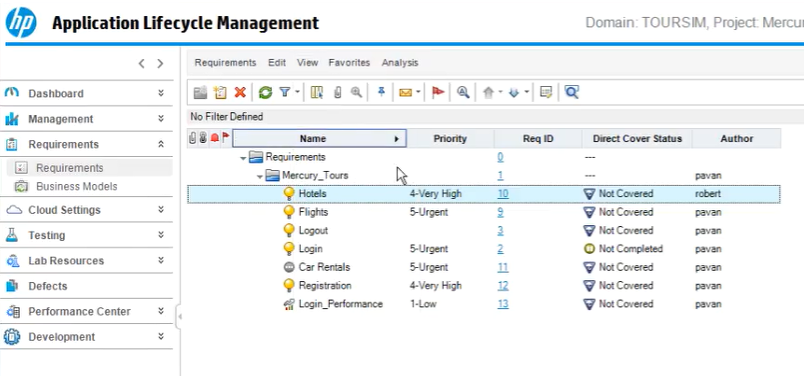 hp Application Lifecycle Management
Domain: TOURSIM, Project: Mercu
Requirements Edit View Favorites Analysis
No Filter Defined
Dashboard
Management
Requirements
Requirements
Business Models
Cloud Settings
Testing
Lab Resources
Defects
Performance Center
Development
Name Priority Req ID Direct Cover Status Author
Requirements 0 ---
Mercury_Tours 1 --- pavan
Hotels 4-Very High 10 Not Covered robert
Flights 5-Urgent 9 Not Covered pavan
Logout 3 Not Covered pavan
Login 5-Urgent 2 Not Completed pavan
Car Rentals 5-Urgent 11 Not Covered pavan
Registration 4-Very High 12 Not Covered pavan
Login_Performance 1-Low 13 Not Covered pavan